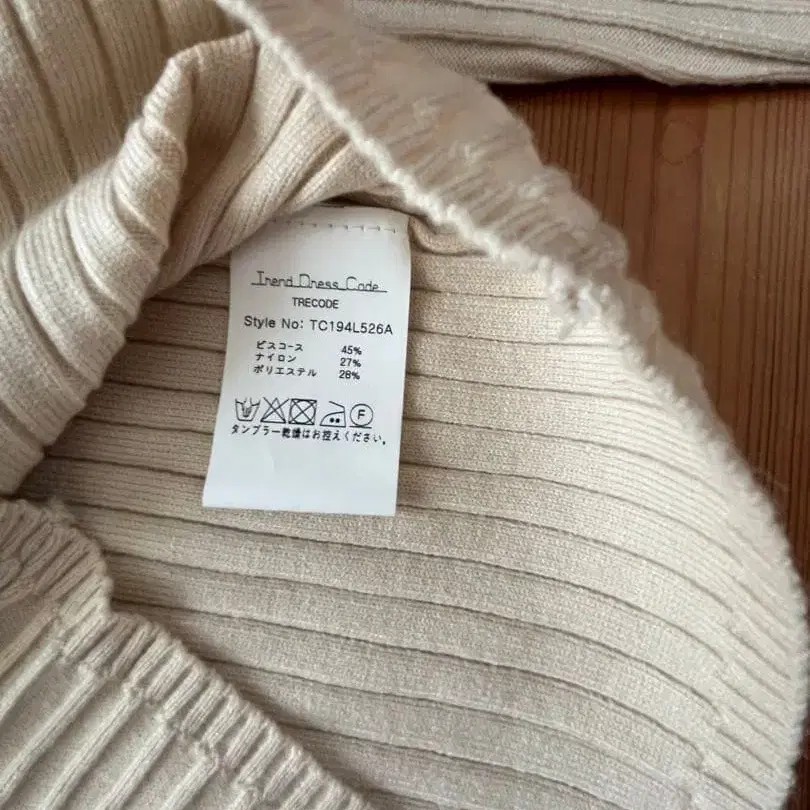 Trend Dress Code
TRECODE
Style No: TC194L526A
ビスコース 45%
ナイロン 27%
ポリエステル 28%
F
タンブラー乾燥はお控えください。